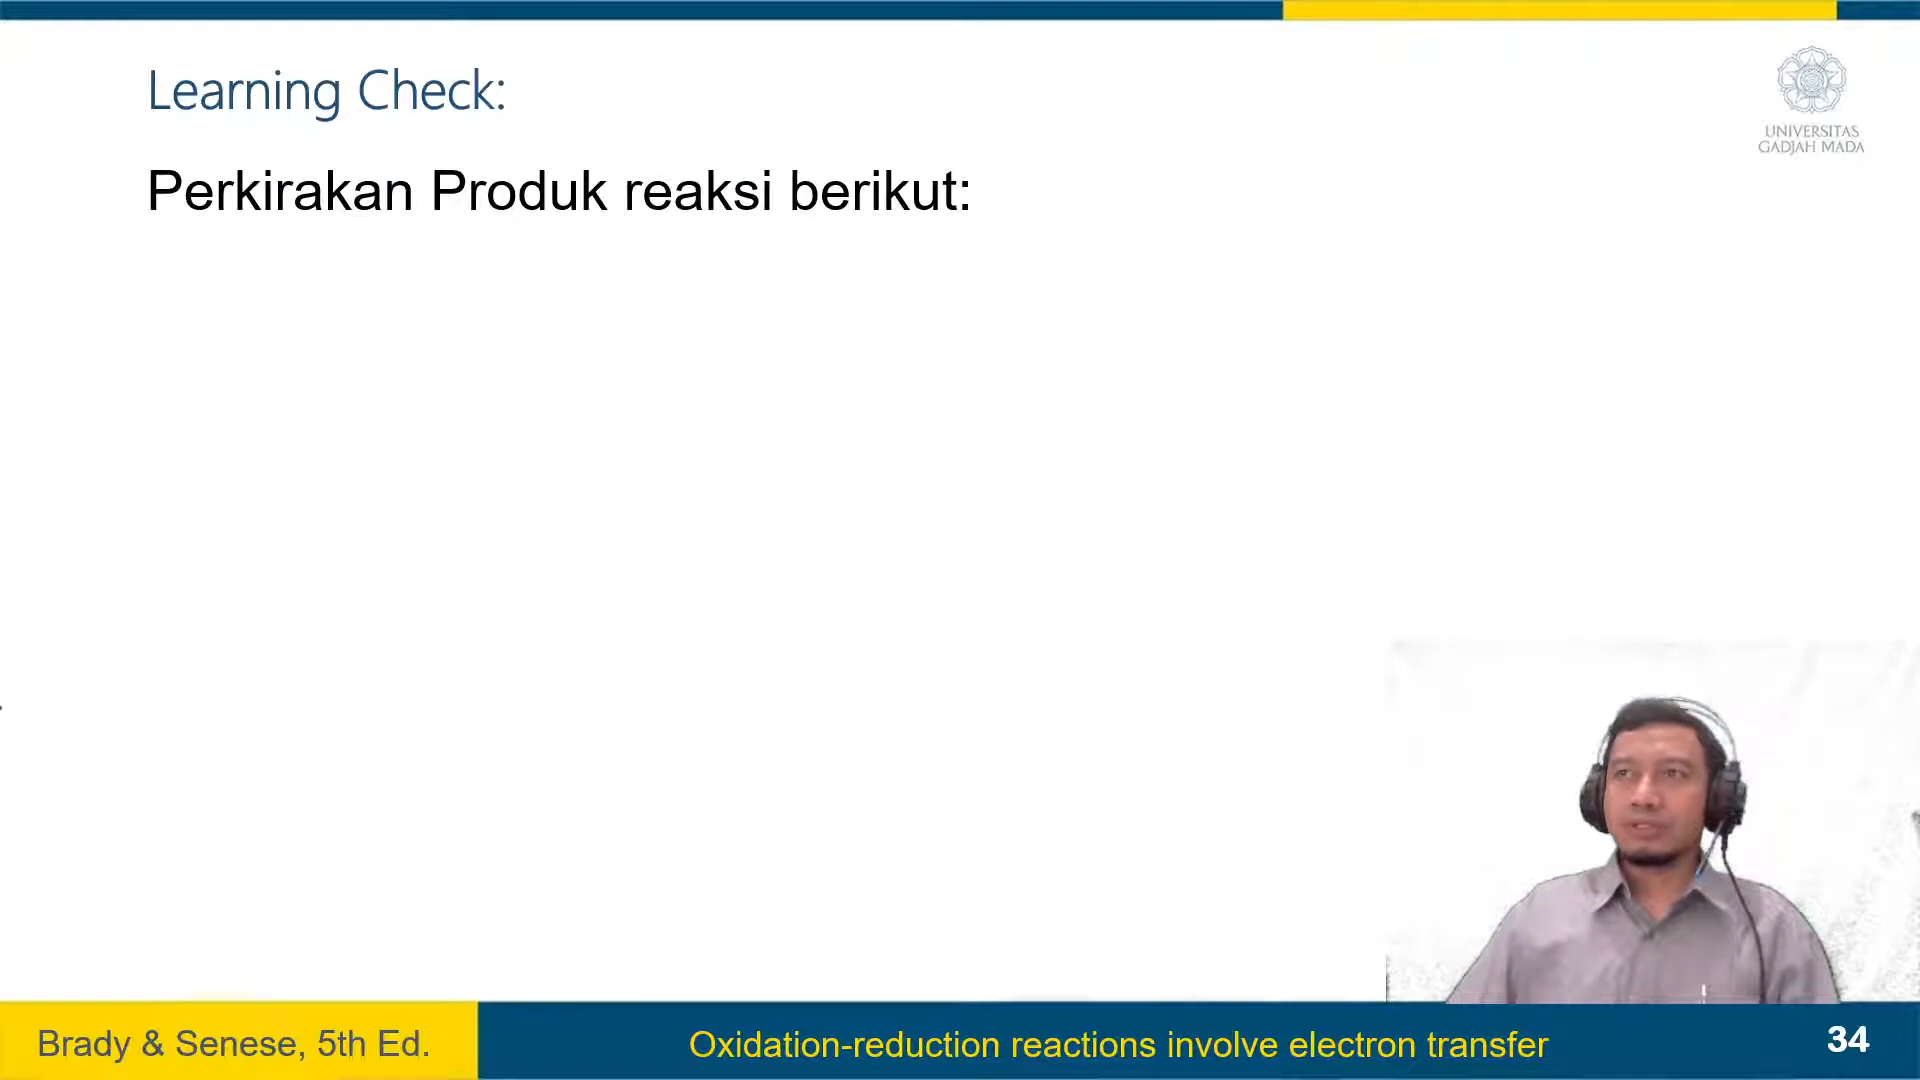 Learning Check:
UNIVERSITAS
GADJAH MADA
Perkirakan Produk reaksi berikut:
Brady & Senese, 5th Ed.
Oxidation-reduction reactions involve electron transfer
34